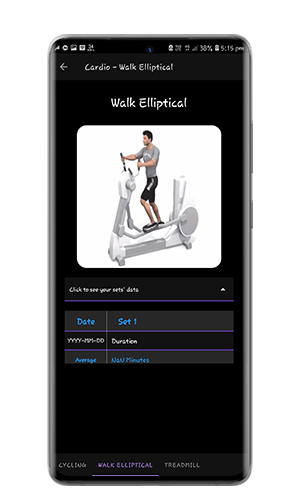 38% 5:15 pm
Cardio - Walk Elliptical
Walk Elliptical
Click to see your sets' data
Date Set 1
YYYY-MM-DD Duration
Average NaN Minutes
CYCLING WALK ELLIPTICAL TREADMILL